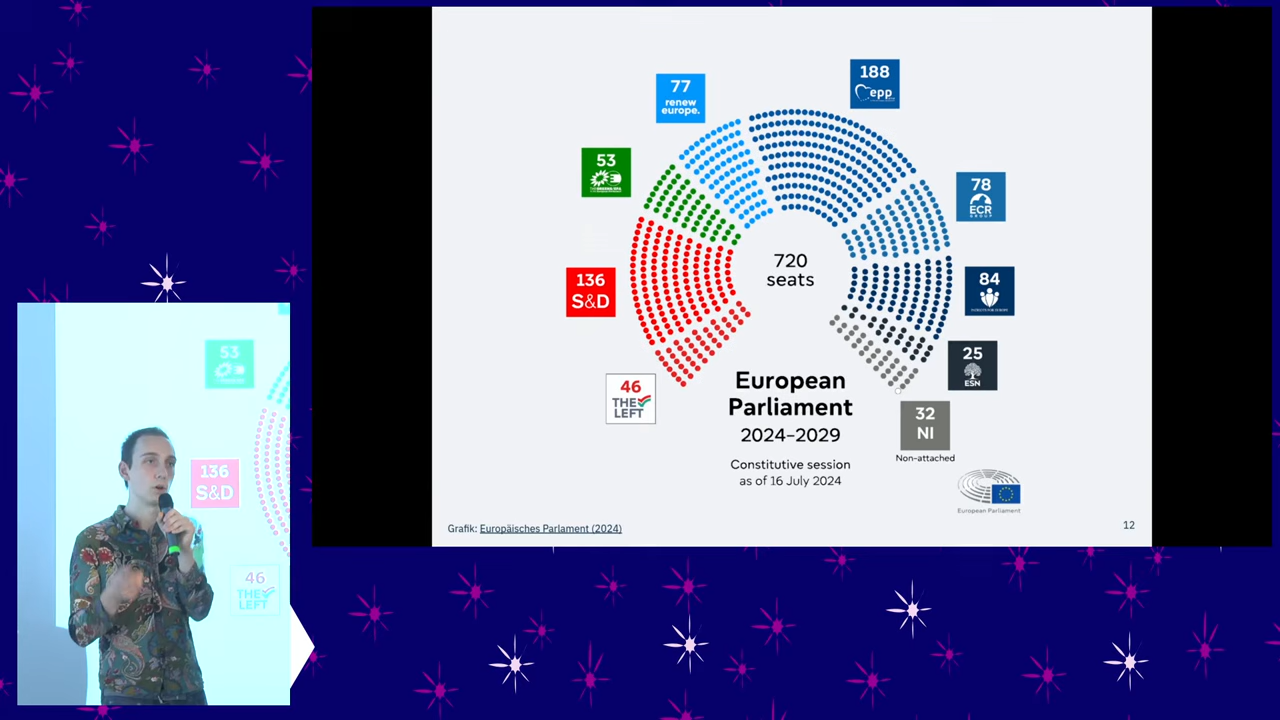 188
epp
77
renew
europe.
53
78
ECR
GROUP
720
seats
136
S&D
84
25
ESN
46
THE
LEFT
32
NI
Non-attached
European
Parliament
2024–2029
Constitutive session
as of 16 July 2024
European Parliament
Grafik: Europäisches Parlament (2024)
12
53
136
S&D
46
THE
LEFT